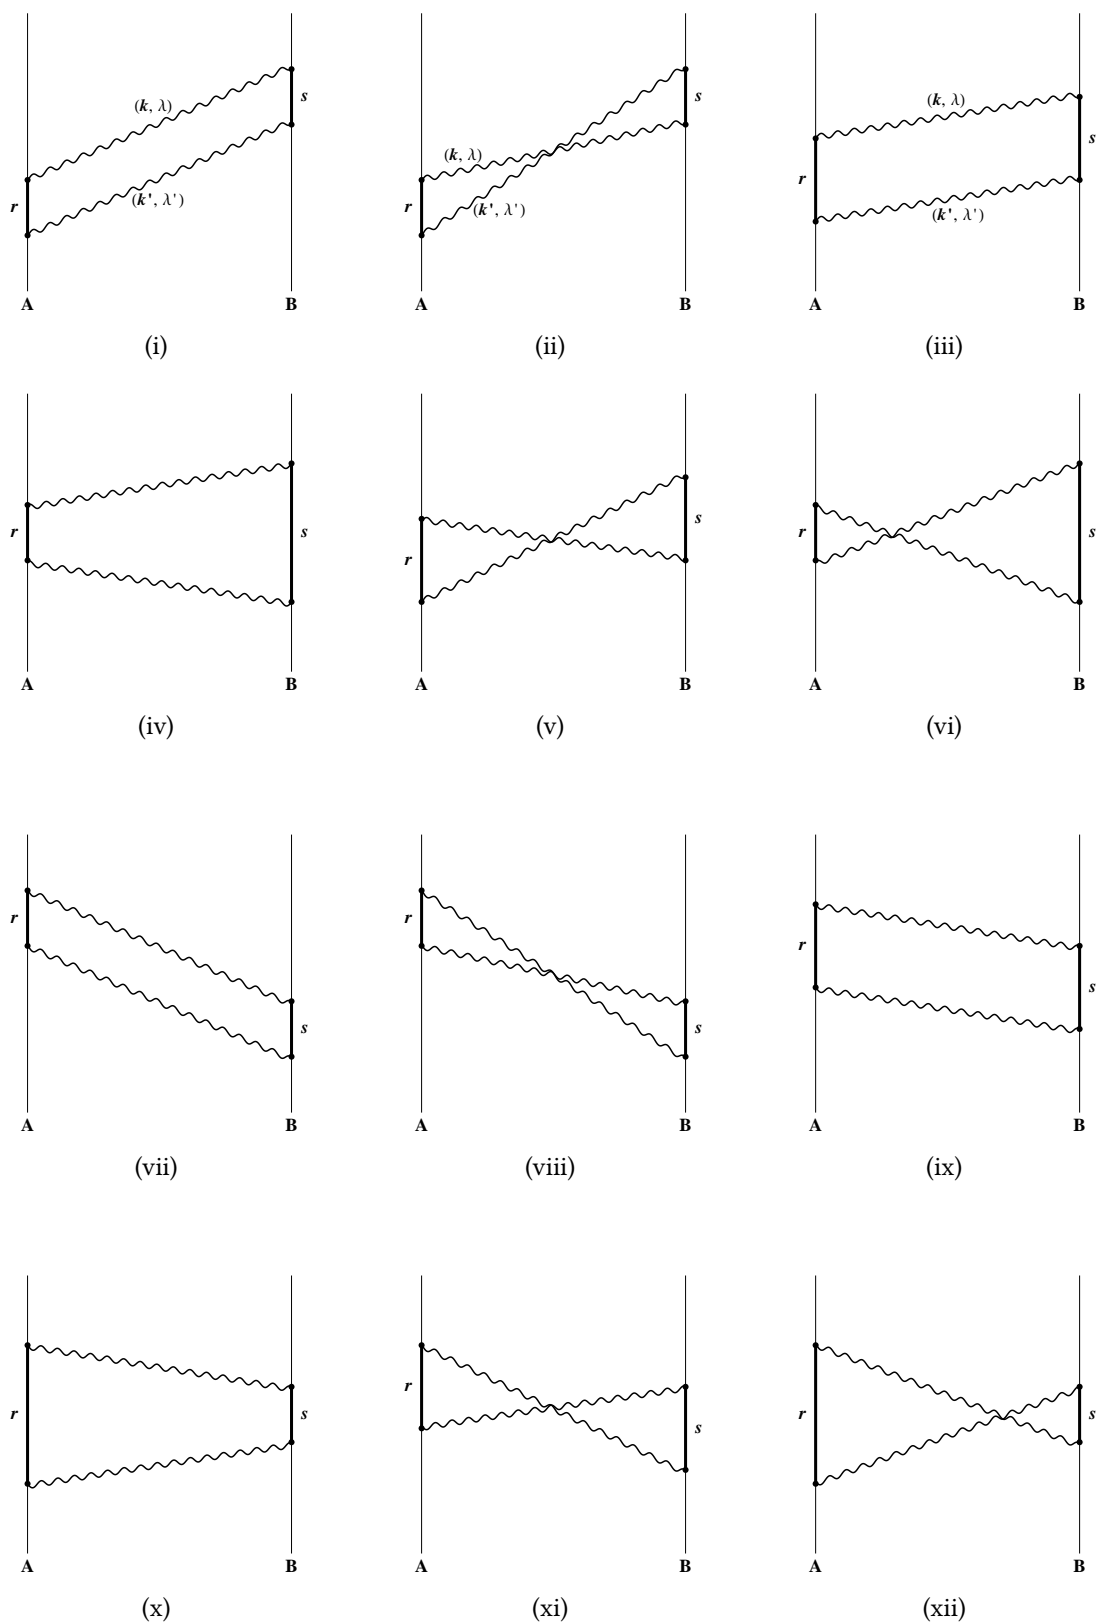 (k, λ)
s
(k', λ')
r
A B
(i)
(k, λ)
s
(k', λ')
r
A B
(ii)
(k, λ)
s
r
(k', λ')
A B
(iii)
r s
A B
(iv)
s
r
A B
(v)
r s
A B
(vi)
r
s
A B
(vii)
r
s
A B
(viii)
r
s
A B
(ix)
r s
A B
(x)
r
s
A B
(xi)
r s
A B
(xii)